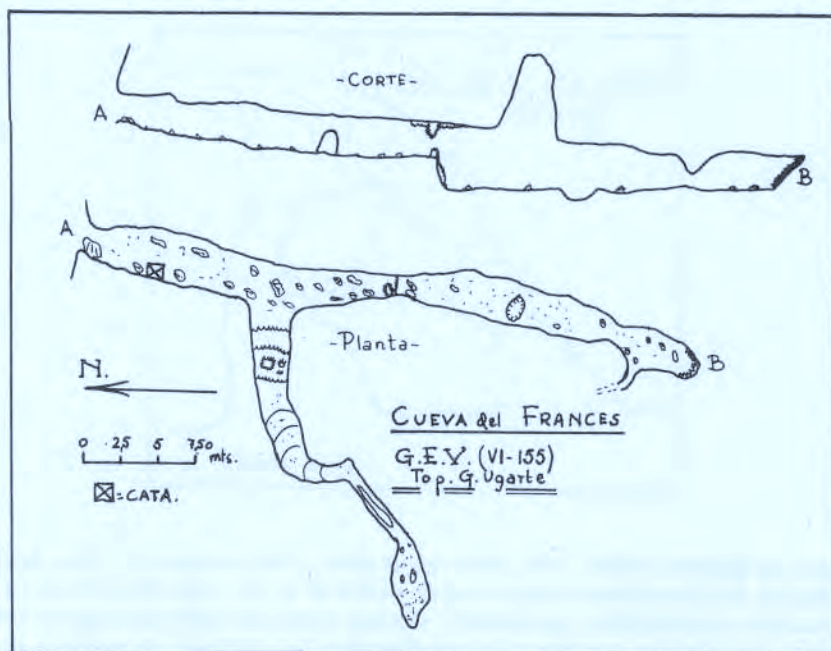 -CORTE-
A
B
A
-Planta-
B
N.
CUEVA del FRANCES
G.E.V. (VI-155)
Top. G. Ugarte
0 2,5 5 7,50
mts.
=CATA.